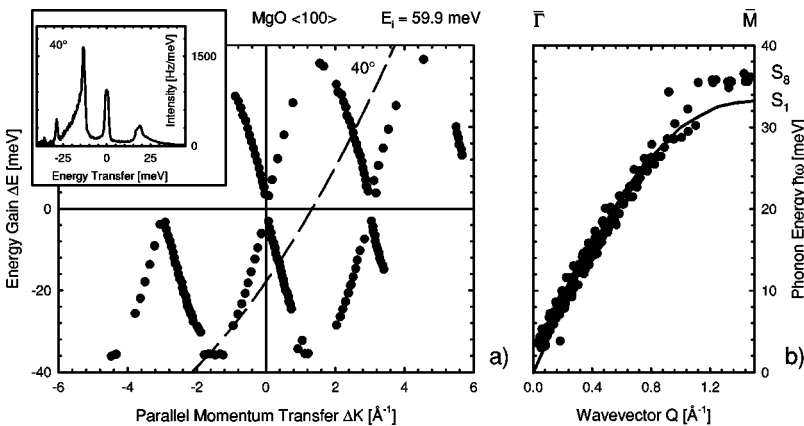 MgO <100> E_i = 59.9 meV
40°
Intensity [Hz/meV]
1500
0
-25 0 25
Energy Transfer [meV]
40°
Energy Gain ΔE [meV]
0
-20
-40
-6 -4 -2 0 2 4 6
Parallel Momentum Transfer ΔK [Å⁻¹]
a)
Γ̄ M̄
S₈
S₁
40
30
20
10
0
Phonon Energy ħω [meV]
0.0 0.4 0.8 1.2
Wavevector Q [Å⁻¹]
b)